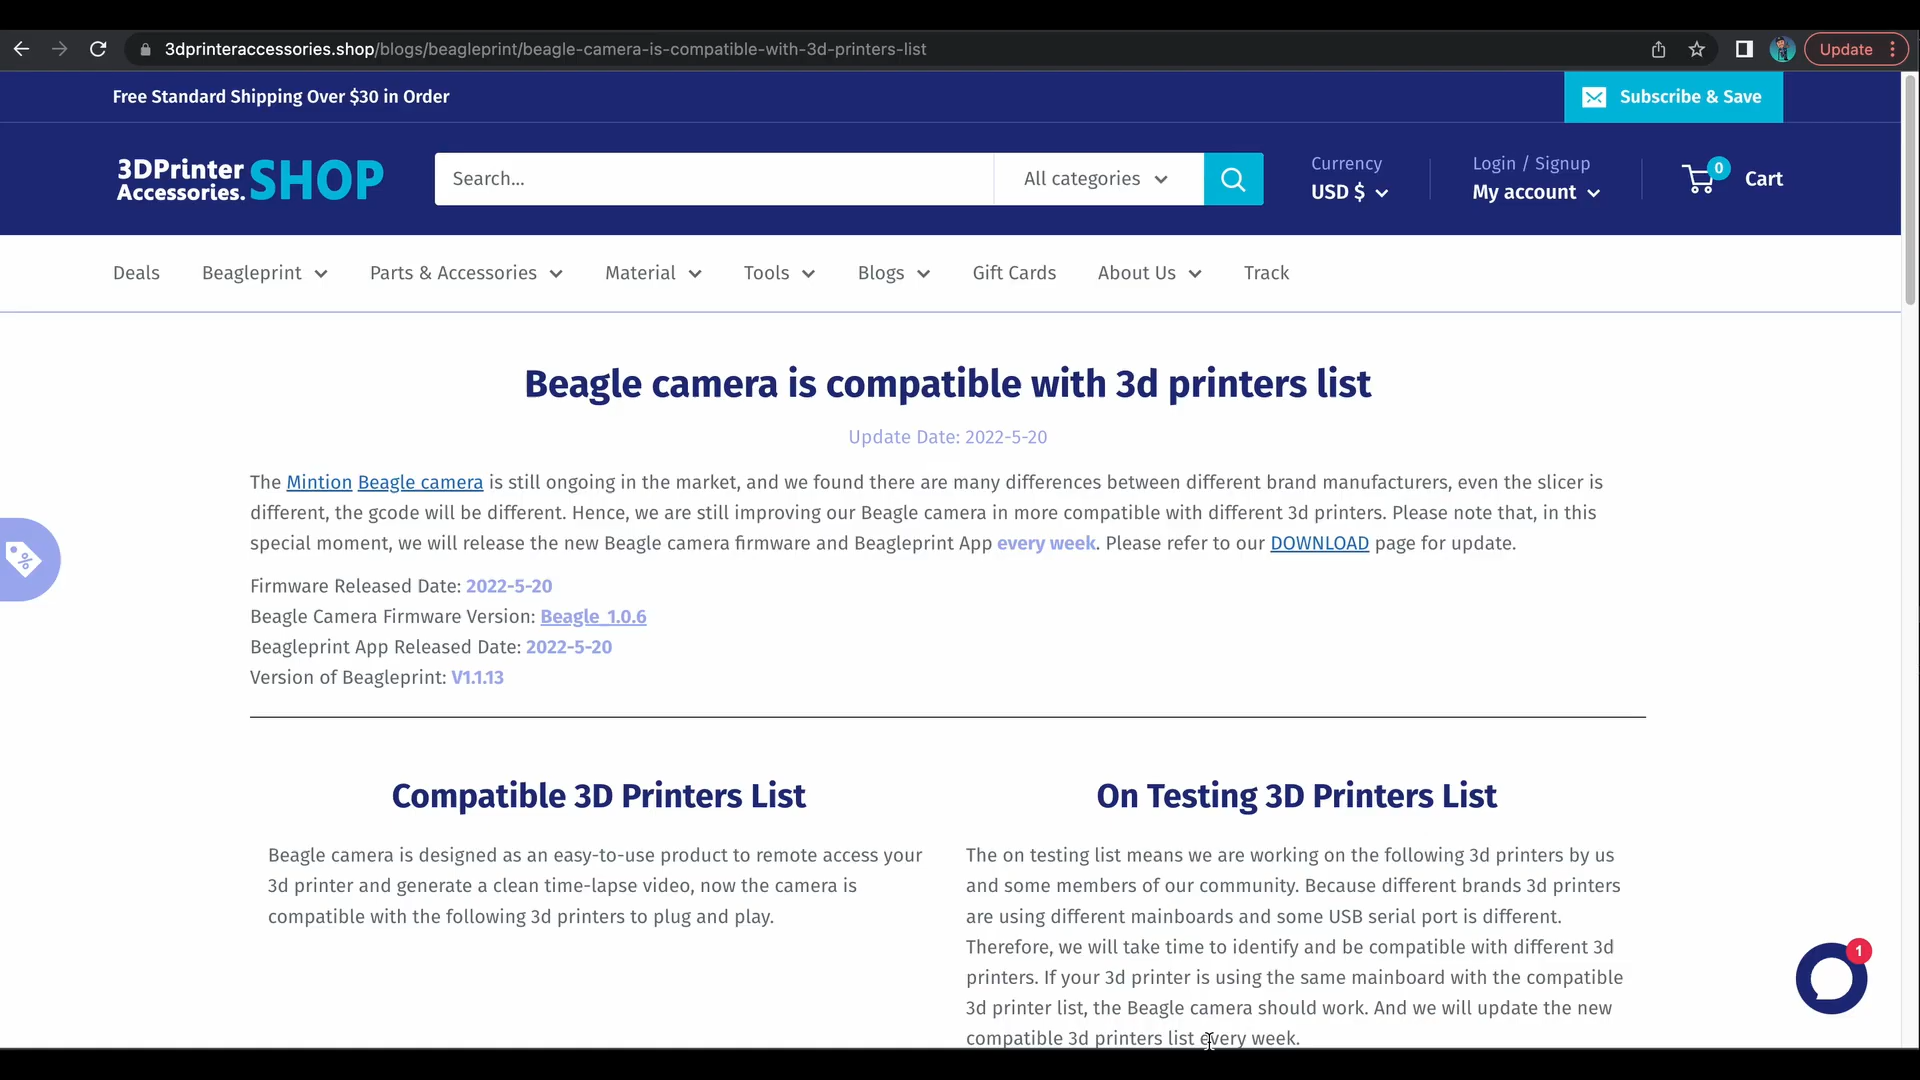 3dprinteraccessories.shop/blogs/beagleprint/beagle-camera-is-compatible-with-3d-printers-list
Update
Free Standard Shipping Over $30 in Order
Subscribe & Save
3DPrinter
Accessories. SHOP
Search...
All categories
Currency
USD $
Login / Signup
My account
0
Cart
Deals
Beagleprint
Parts & Accessories
Material
Tools
Blogs
Gift Cards
About Us
Track
Beagle camera is compatible with 3d printers list
Update Date: 2022-5-20
The Mintion Beagle camera is still ongoing in the market, and we found there are many differences between different brand manufacturers, even the slicer is
different, the gcode will be different. Hence, we are still improving our Beagle camera in more compatible with different 3d printers. Please note that, in this
special moment, we will release the new Beagle camera firmware and Beagleprint App every week. Please refer to our DOWNLOAD page for update.
Firmware Released Date: 2022-5-20
Beagle Camera Firmware Version: Beagle_1.0.6
Beagleprint App Released Date: 2022-5-20
Version of Beagleprint: V1.1.13
Compatible 3D Printers List
Beagle camera is designed as an easy-to-use product to remote access your
3d printer and generate a clean time-lapse video, now the camera is
compatible with the following 3d printers to plug and play.
On Testing 3D Printers List
The on testing list means we are working on the following 3d printers by us
and some members of our community. Because different brands 3d printers
are using different mainboards and some USB serial port is different.
Therefore, we will take time to identify and be compatible with different 3d
printers. If your 3d printer is using the same mainboard with the compatible
3d printer list, the Beagle camera should work. And we will update the new
compatible 3d printers list every week.
1